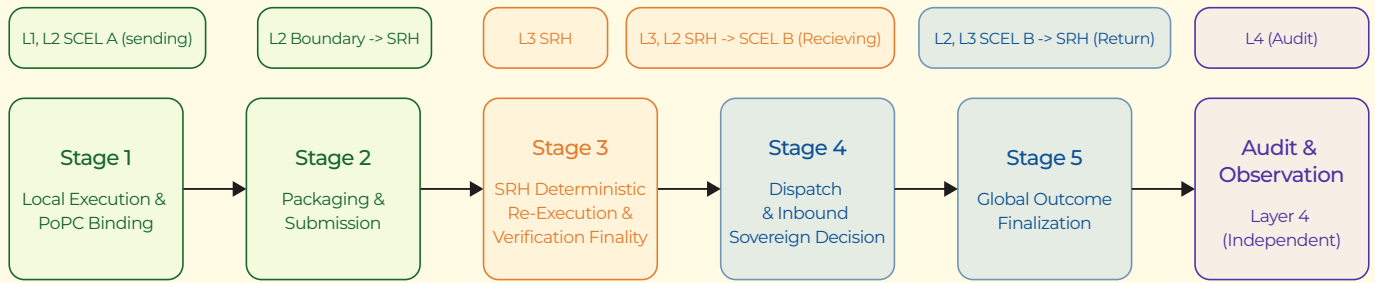 L1, L2 SCEL A (sending)
L2 Boundary -> SRH
L3 SRH
L3, L2 SRH -> SCEL B (Recieving)
L2, L3 SCEL B -> SRH (Return)
L4 (Audit)
Stage 1
Local Execution &
PoPC Binding
Stage 2
Packaging &
Submission
Stage 3
SRH Deterministic
Re-Execution &
Verification Finality
Stage 4
Dispatch
& Inbound
Sovereign Decision
Stage 5
Global Outcome
Finalization
Audit &
Observation
Layer 4
(Independent)